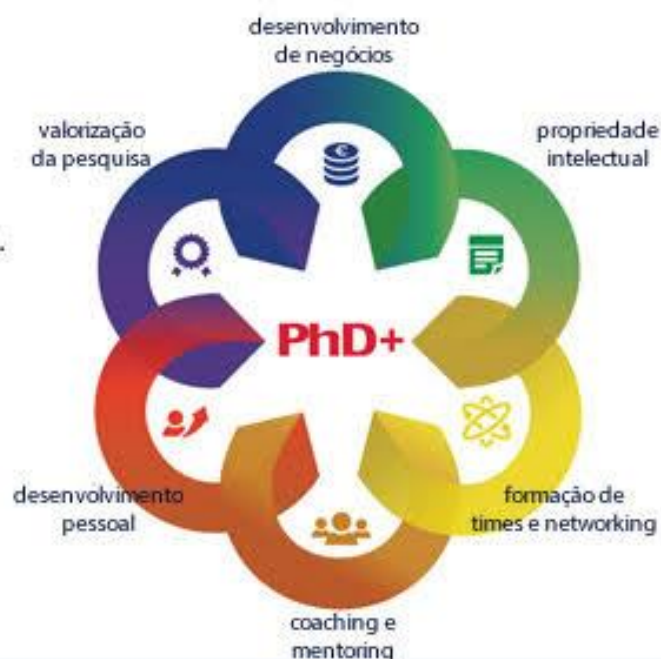 desenvolvimento
de negócios
valorização
da pesquisa
propriedade
intelectual
.
€
PhD+
desenvolvimento
pessoal
formação de
times e networking
coaching e
mentoring